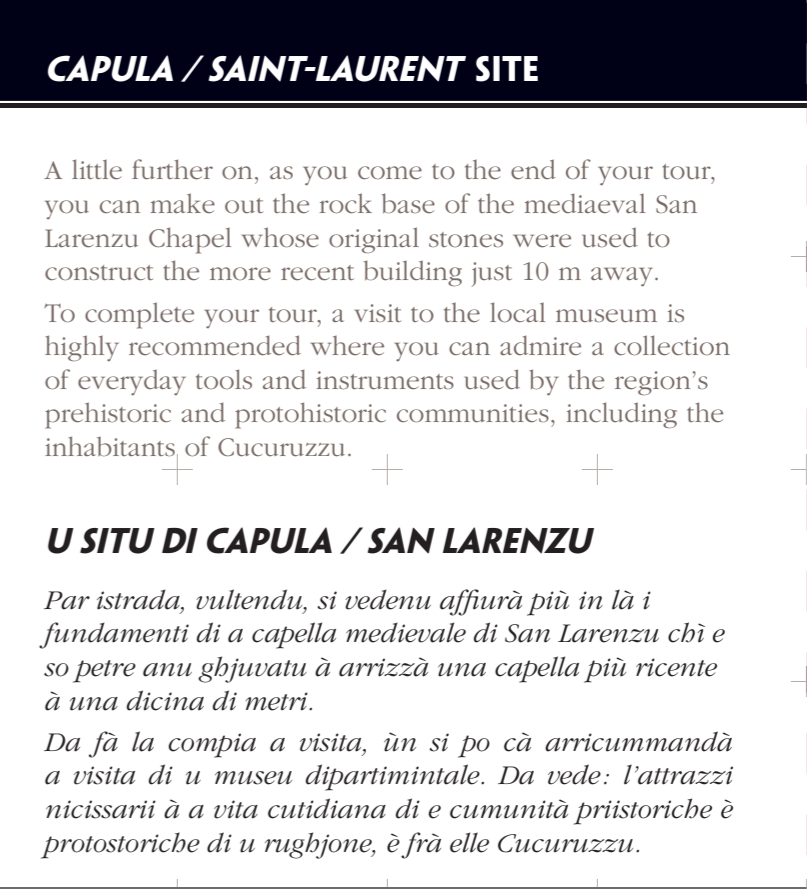 CAPULA / SAINT-LAURENT SITE
A little further on, as you come to the end of your tour,
you can make out the rock base of the mediaeval San
Larenzu Chapel whose original stones were used to
construct the more recent building just 10 m away.
To complete your tour, a visit to the local museum is
highly recommended where you can admire a collection
of everyday tools and instruments used by the region's
prehistoric and protohistoric communities, including the
inhabitants of Cucuruzzu.
U SITU DI CAPULA / SAN LARENZU
Par istrada, vultendu, si vedenu affiurà più in là i
fundamenti di a capella medievale di San Larenzu chì e
so petre anu ghjuvatu à arrizzà una capella più ricente
à una dicina di metri.
Da fà la compia a visita, ùn si po cà arricummandà
a visita di u museu dipartimintale. Da vede: l'attrazzi
nicissarii à a vita cutidiana di e cumunità priistoriche è
protostoriche di u rughjone, è frà elle Cucuruzzu.